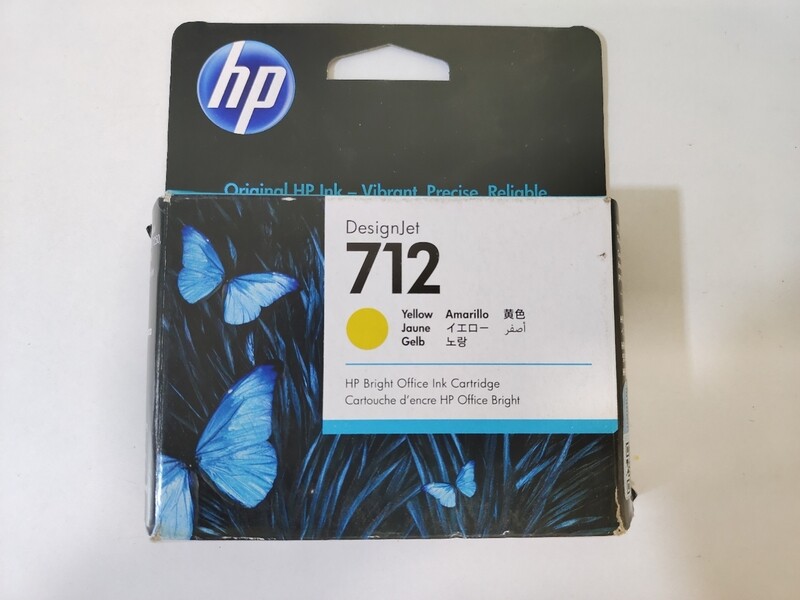 hp
Original HP Ink – Vibrant, Precise, Reliable
DesignJet
712
Yellow Amarillo 黄色
Jaune イエロー أصفر
Gelb 노랑
HP Bright Office Ink Cartridge
Cartouche d'encre HP Office Bright